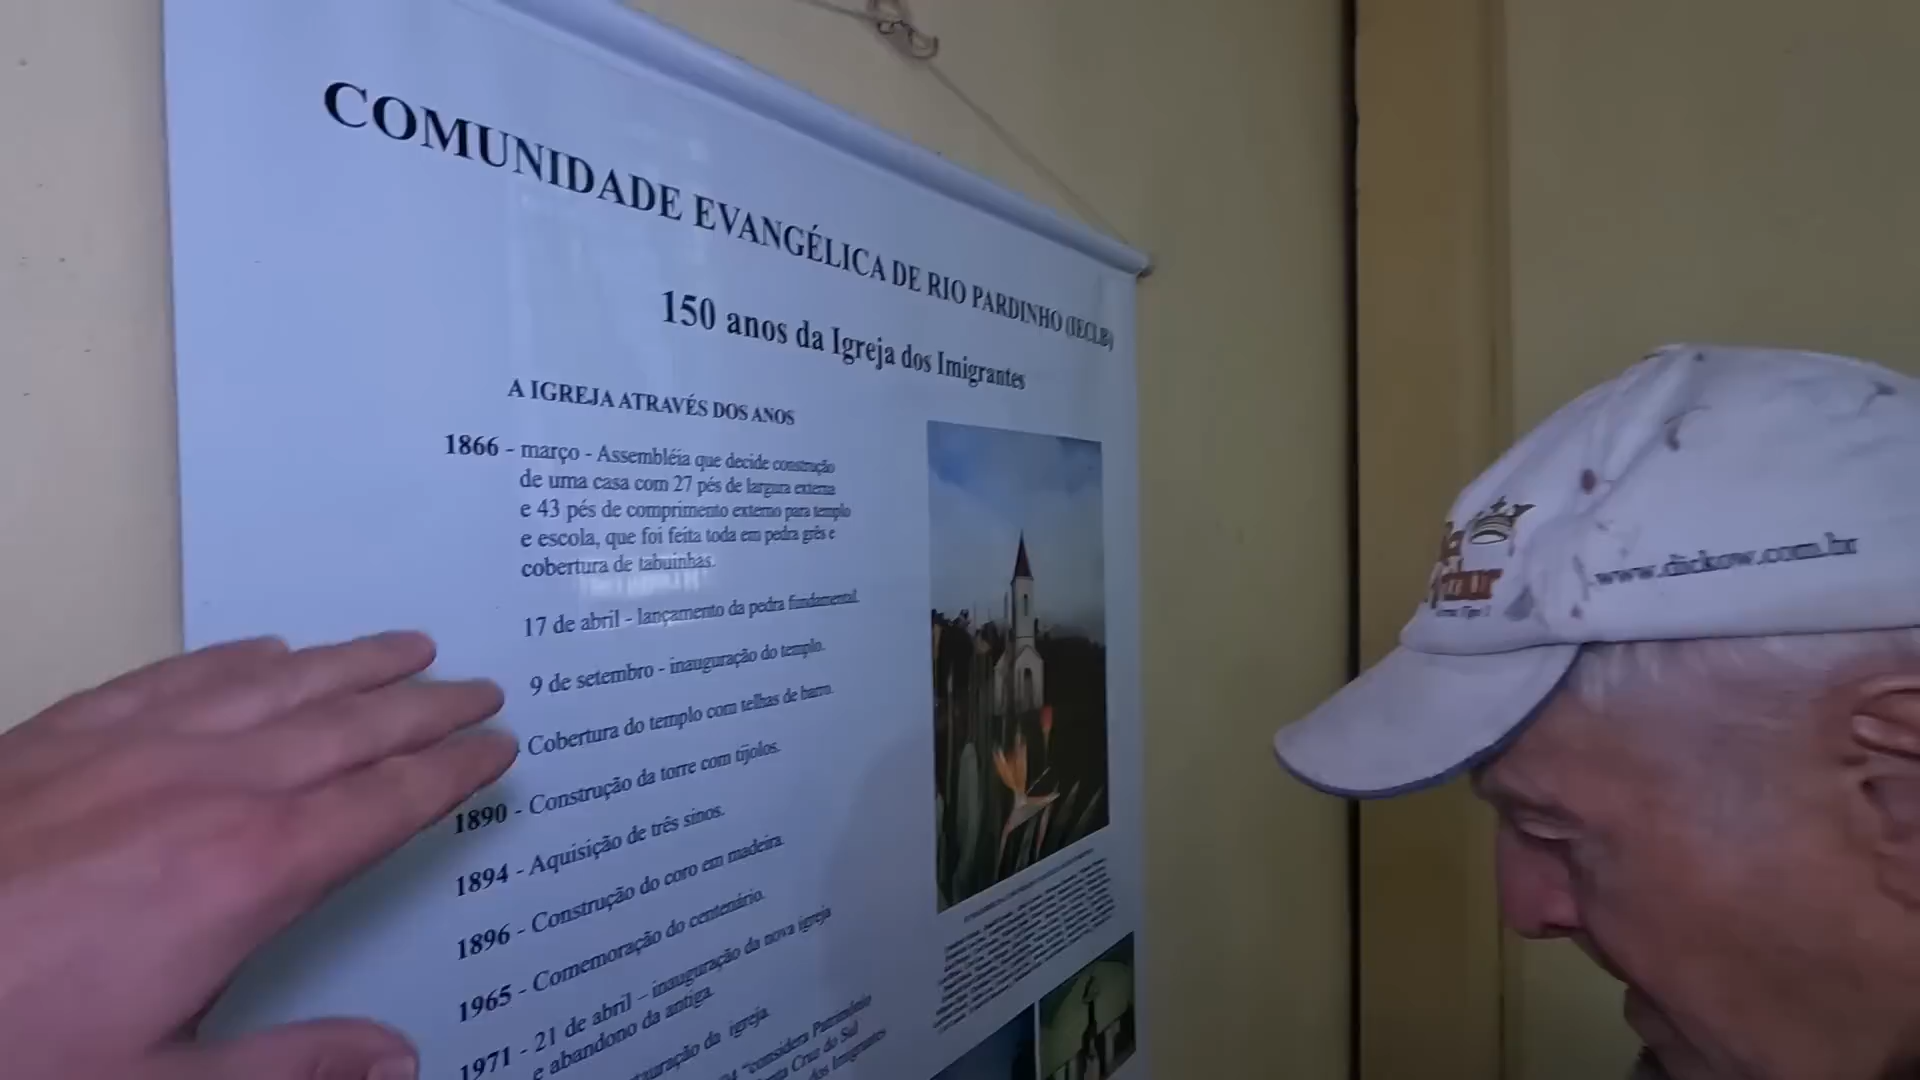 COMUNIDADE EVANGÉLICA DE RIO PARDINHO (IECLB)
150 anos da Igreja dos Imigrantes
A IGREJA ATRAVÉS DOS ANOS
1866 - março - Assembléia que decide construção
de uma casa com 27 pés de largura externa
e 43 pés de comprimento externo para templo
e escola, que foi feita toda em pedra grês e
cobertura de tabuinhas.
17 de abril - lançamento da pedra fundamental.
9 de setembro - inauguração do templo.
Cobertura do templo com telhas de barro.
1890 - Construção da torre com tijolos.
1894 - Aquisição de três sinos.
1896 - Construção do coro em madeira.
1965 - Comemoração do centenário.
1971 - 21 de abril – inauguração da nova igreja
e abandono da antiga.
da igreja.
"considera Patrimônio
Cruz do Sul
dos Imigrantes
www.dickow.com.br